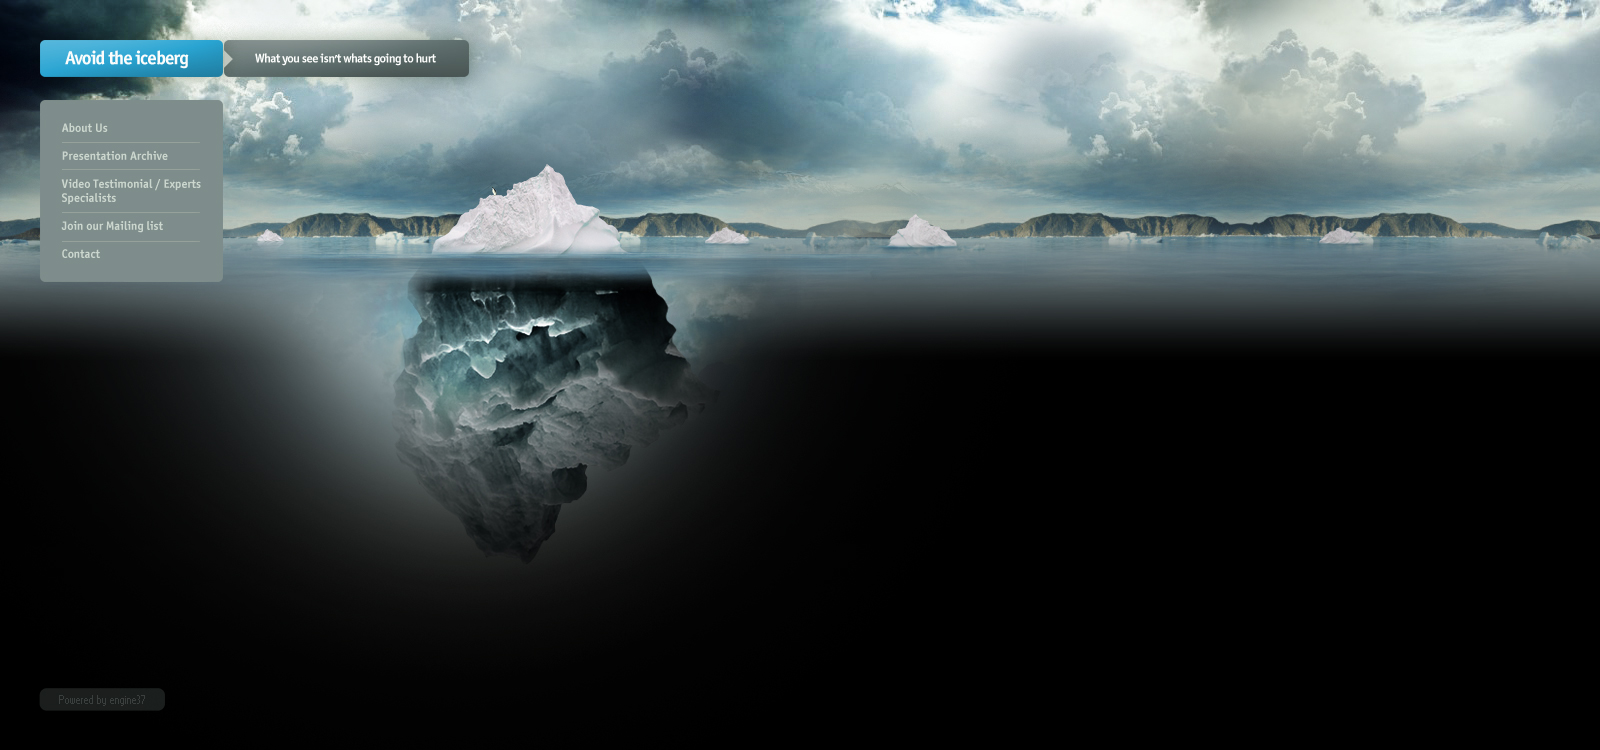 Avoid the iceberg
What you see isn't whats going to hurt
About Us
Presentation Archive
Video Testimonial / Experts
Specialists
Join our Mailing list
Contact
Powered by engine37